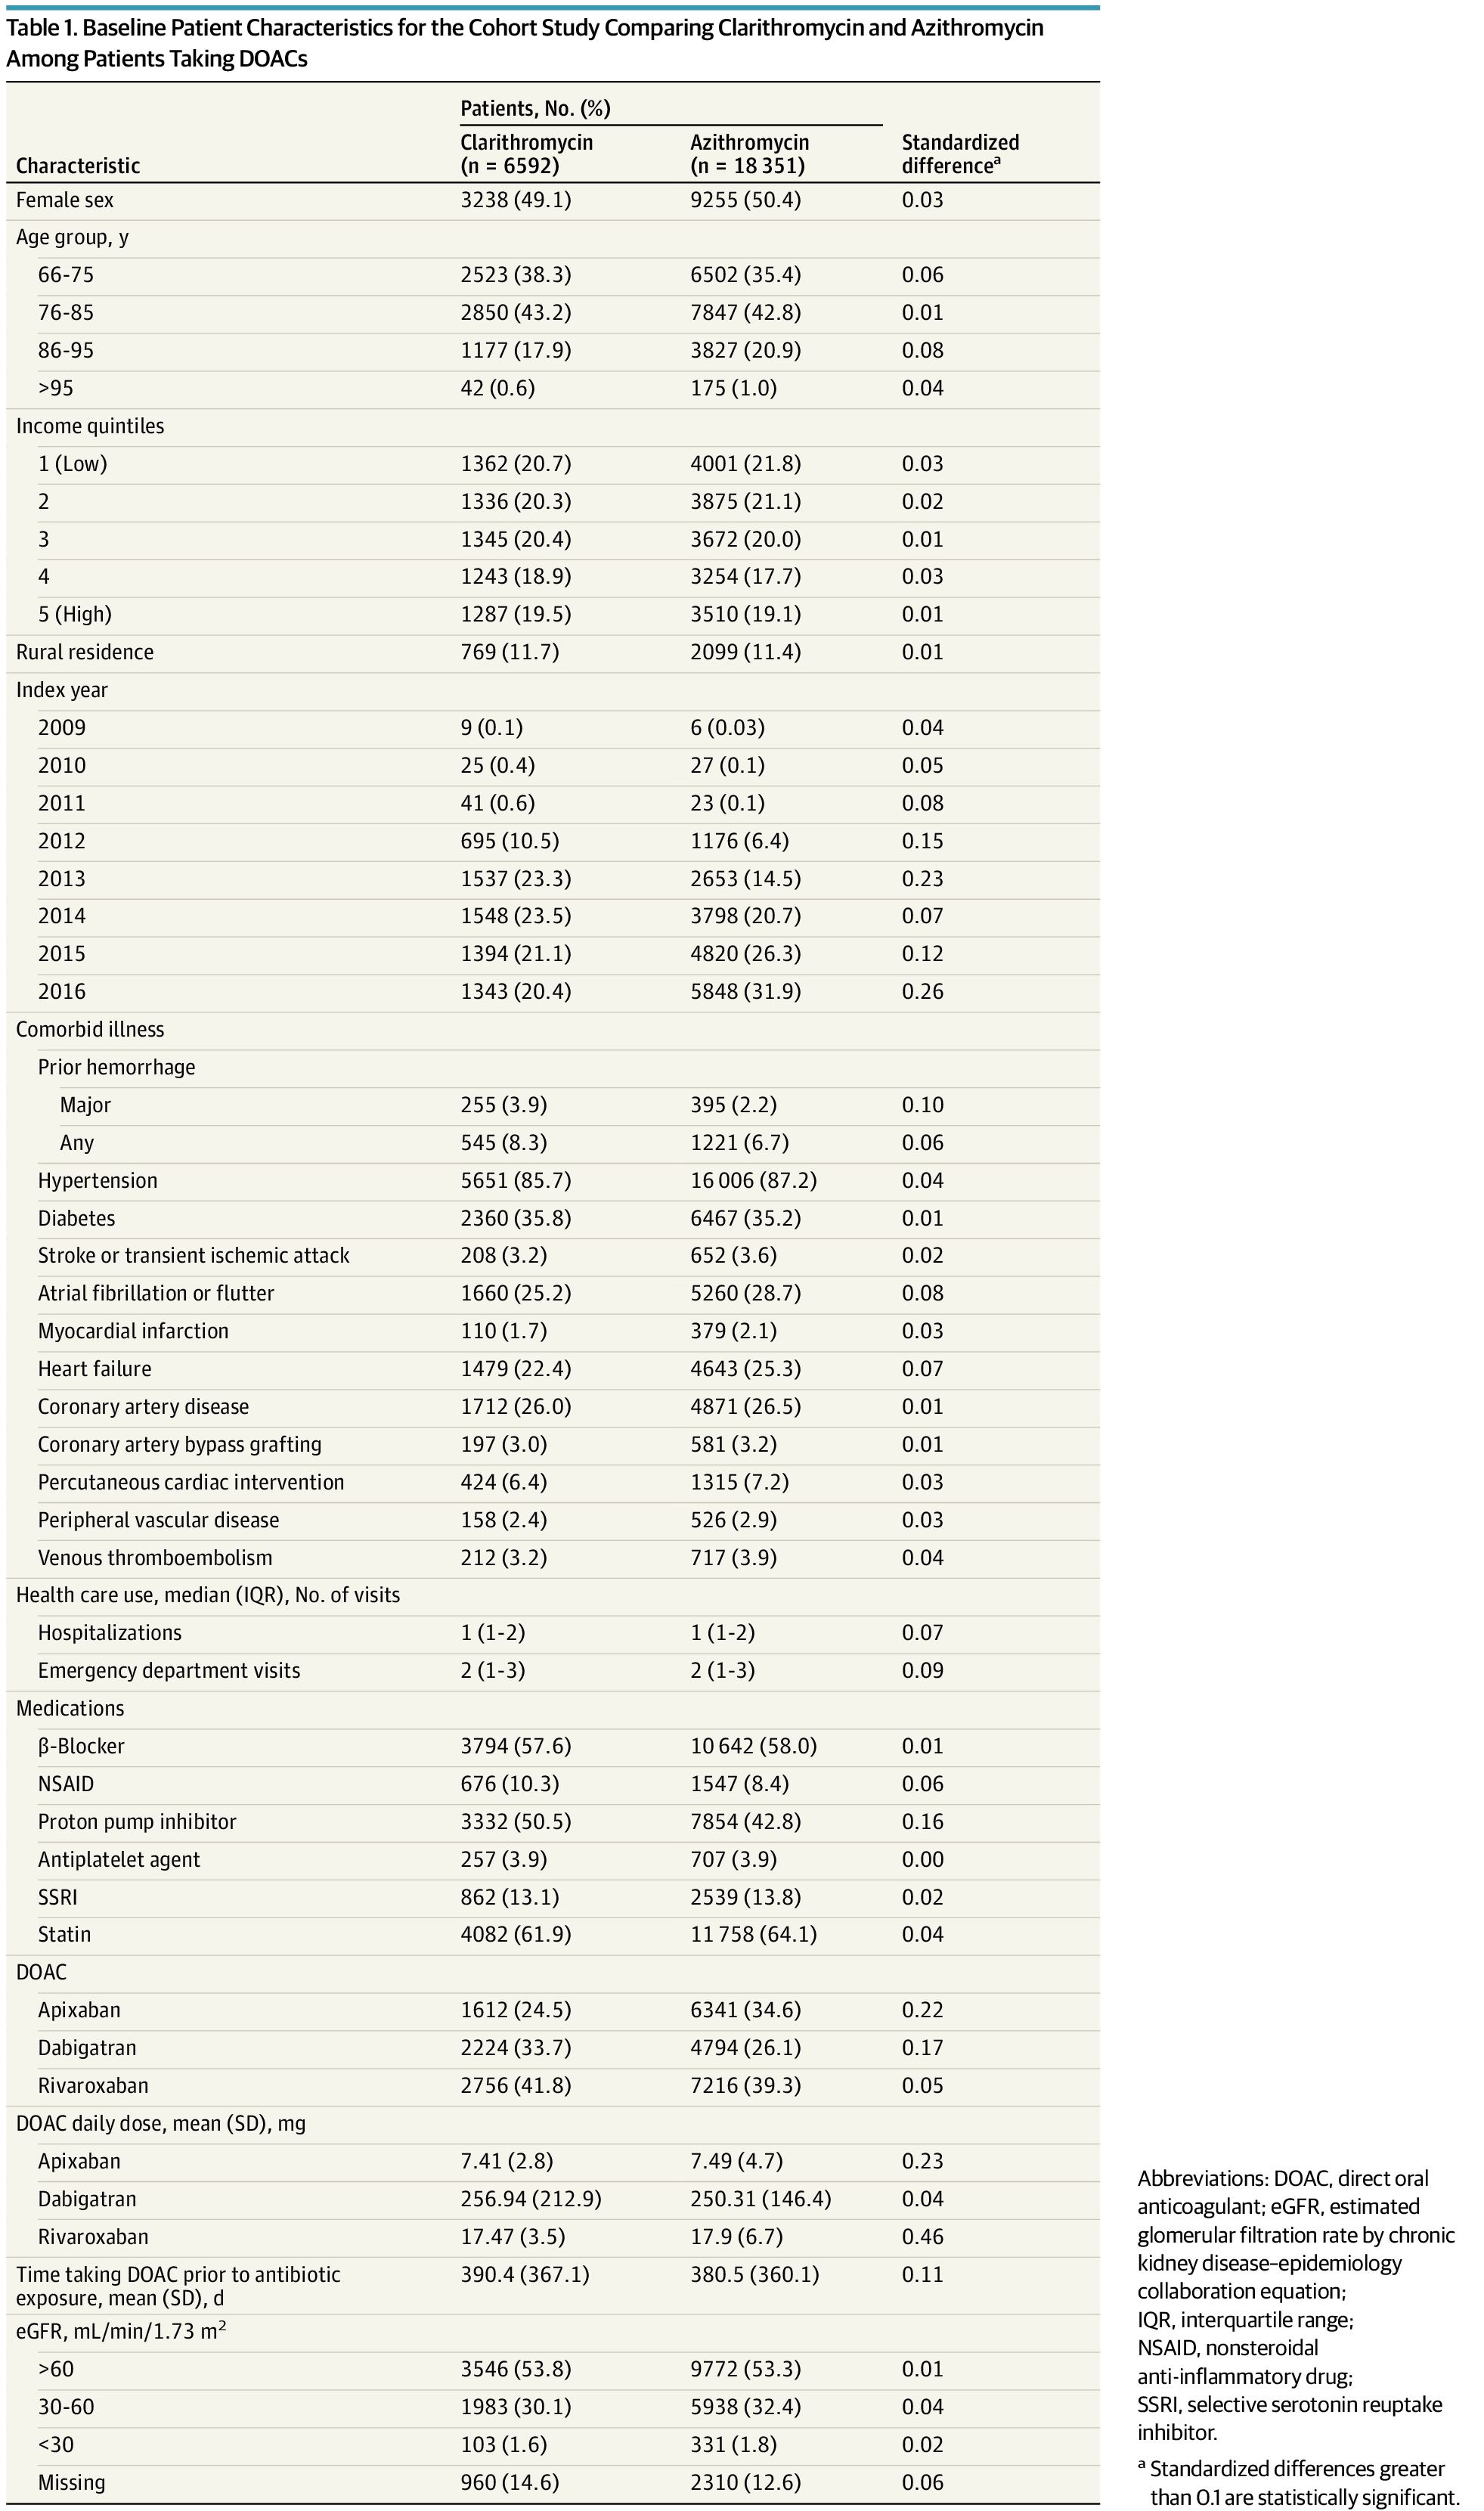 Table 1. Baseline Patient Characteristics for the Cohort Study Comparing Clarithromycin and Azithromycin
Among Patients Taking DOACs
Patients, No. (%)
Characteristic Clarithromycin (n = 6592) Azithromycin (n = 18 351) Standardized difference^a
Female sex 3238 (49.1) 9255 (50.4) 0.03
Age group, y
66-75 2523 (38.3) 6502 (35.4) 0.06
76-85 2850 (43.2) 7847 (42.8) 0.01
86-95 1177 (17.9) 3827 (20.9) 0.08
>95 42 (0.6) 175 (1.0) 0.04
Income quintiles
1 (Low) 1362 (20.7) 4001 (21.8) 0.03
2 1336 (20.3) 3875 (21.1) 0.02
3 1345 (20.4) 3672 (20.0) 0.01
4 1243 (18.9) 3254 (17.7) 0.03
5 (High) 1287 (19.5) 3510 (19.1) 0.01
Rural residence 769 (11.7) 2099 (11.4) 0.01
Index year
2009 9 (0.1) 6 (0.03) 0.04
2010 25 (0.4) 27 (0.1) 0.05
2011 41 (0.6) 23 (0.1) 0.08
2012 695 (10.5) 1176 (6.4) 0.15
2013 1537 (23.3) 2653 (14.5) 0.23
2014 1548 (23.5) 3798 (20.7) 0.07
2015 1394 (21.1) 4820 (26.3) 0.12
2016 1343 (20.4) 5848 (31.9) 0.26
Comorbid illness
Prior hemorrhage
Major 255 (3.9) 395 (2.2) 0.10
Any 545 (8.3) 1221 (6.7) 0.06
Hypertension 5651 (85.7) 16 006 (87.2) 0.04
Diabetes 2360 (35.8) 6467 (35.2) 0.01
Stroke or transient ischemic attack 208 (3.2) 652 (3.6) 0.02
Atrial fibrillation or flutter 1660 (25.2) 5260 (28.7) 0.08
Myocardial infarction 110 (1.7) 379 (2.1) 0.03
Heart failure 1479 (22.4) 4643 (25.3) 0.07
Coronary artery disease 1712 (26.0) 4871 (26.5) 0.01
Coronary artery bypass grafting 197 (3.0) 581 (3.2) 0.01
Percutaneous cardiac intervention 424 (6.4) 1315 (7.2) 0.03
Peripheral vascular disease 158 (2.4) 526 (2.9) 0.03
Venous thromboembolism 212 (3.2) 717 (3.9) 0.04
Health care use, median (IQR), No. of visits
Hospitalizations 1 (1-2) 1 (1-2) 0.07
Emergency department visits 2 (1-3) 2 (1-3) 0.09
Medications
β-Blocker 3794 (57.6) 10 642 (58.0) 0.01
NSAID 676 (10.3) 1547 (8.4) 0.06
Proton pump inhibitor 3332 (50.5) 7854 (42.8) 0.16
Antiplatelet agent 257 (3.9) 707 (3.9) 0.00
SSRI 862 (13.1) 2539 (13.8) 0.02
Statin 4082 (61.9) 11 758 (64.1) 0.04
DOAC
Apixaban 1612 (24.5) 6341 (34.6) 0.22
Dabigatran 2224 (33.7) 4794 (26.1) 0.17
Rivaroxaban 2756 (41.8) 7216 (39.3) 0.05
DOAC daily dose, mean (SD), mg
Apixaban 7.41 (2.8) 7.49 (4.7) 0.23
Dabigatran 256.94 (212.9) 250.31 (146.4) 0.04
Rivaroxaban 17.47 (3.5) 17.9 (6.7) 0.46
Time taking DOAC prior to antibiotic 390.4 (367.1) 380.5 (360.1) 0.11
exposure, mean (SD), d
eGFR, mL/min/1.73 m²
>60 3546 (53.8) 9772 (53.3) 0.01
30-60 1983 (30.1) 5938 (32.4) 0.04
<30 103 (1.6) 331 (1.8) 0.02
Missing 960 (14.6) 2310 (12.6) 0.06
Abbreviations: DOAC, direct oral
anticoagulant; eGFR, estimated
glomerular filtration rate by chronic
kidney disease–epidemiology
collaboration equation;
IQR, interquartile range;
NSAID, nonsteroidal
anti-inflammatory drug;
SSRI, selective serotonin reuptake
inhibitor.
^a Standardized differences greater
than 0.1 are statistically significant.